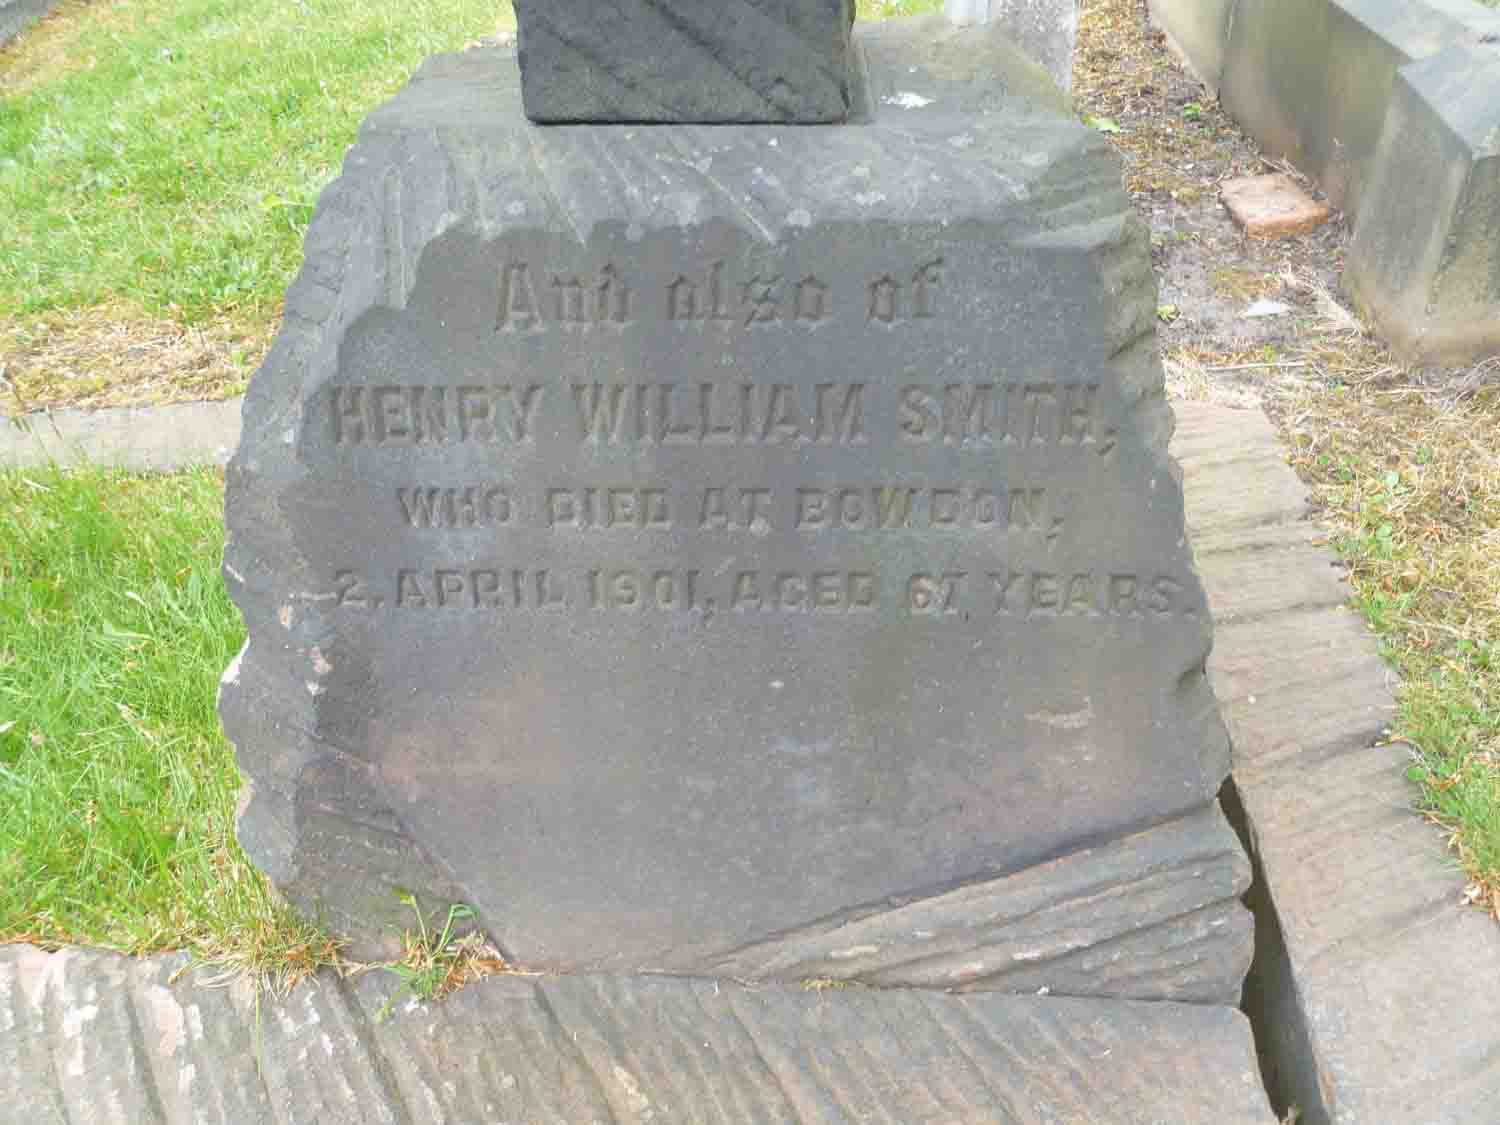 And also of
HENRY WILLIAM SMITH,
WHO DIED AT BOWDON,
2. APRIL 1901, AGED 67 YEARS.